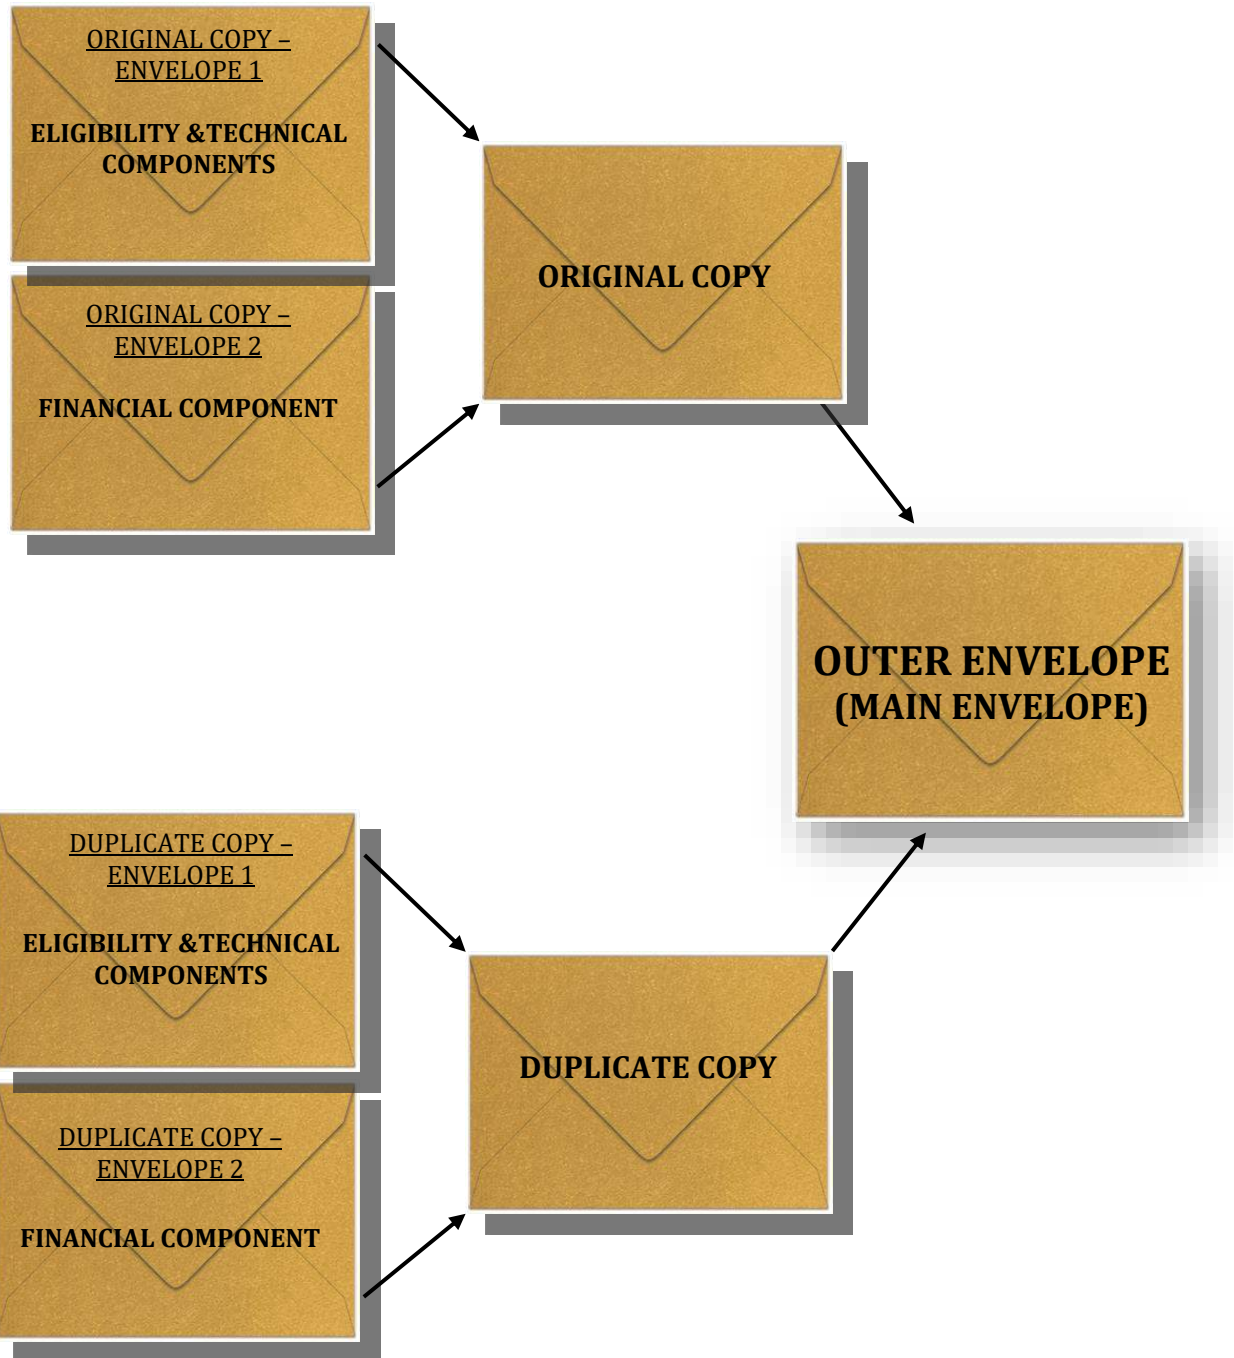 ORIGINAL COPY –
ENVELOPE 1
ELIGIBILITY &TECHNICAL
COMPONENTS
ORIGINAL COPY –
ENVELOPE 2
FINANCIAL COMPONENT
ORIGINAL COPY
OUTER ENVELOPE
(MAIN ENVELOPE)
DUPLICATE COPY –
ENVELOPE 1
ELIGIBILITY &TECHNICAL
COMPONENTS
DUPLICATE COPY –
ENVELOPE 2
FINANCIAL COMPONENT
DUPLICATE COPY